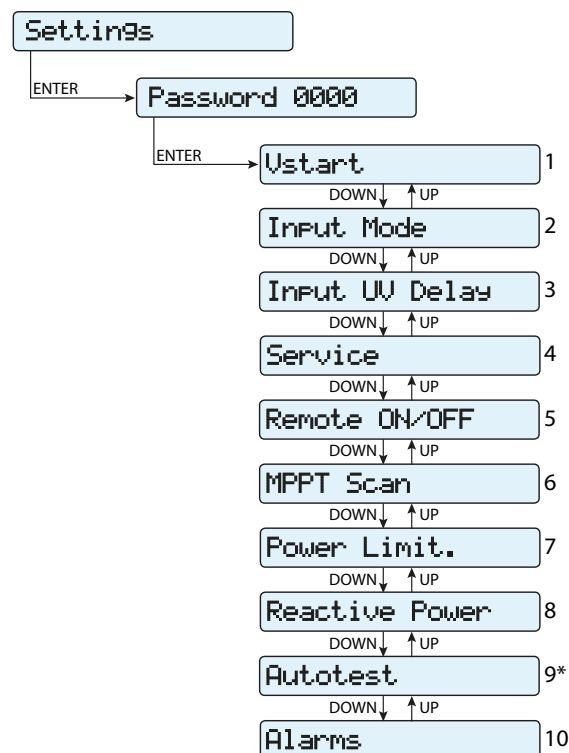 Settings
ENTER
Password 0000
ENTER
Vstart 1
DOWN UP
Input Mode 2
DOWN UP
Input UV Delay 3
DOWN UP
Service 4
DOWN UP
Remote ON/OFF 5
DOWN UP
MPPT Scan 6
DOWN UP
Power Limit. 7
DOWN UP
Reactive Power 8
DOWN UP
Autotest 9*
DOWN UP
Alarms 10